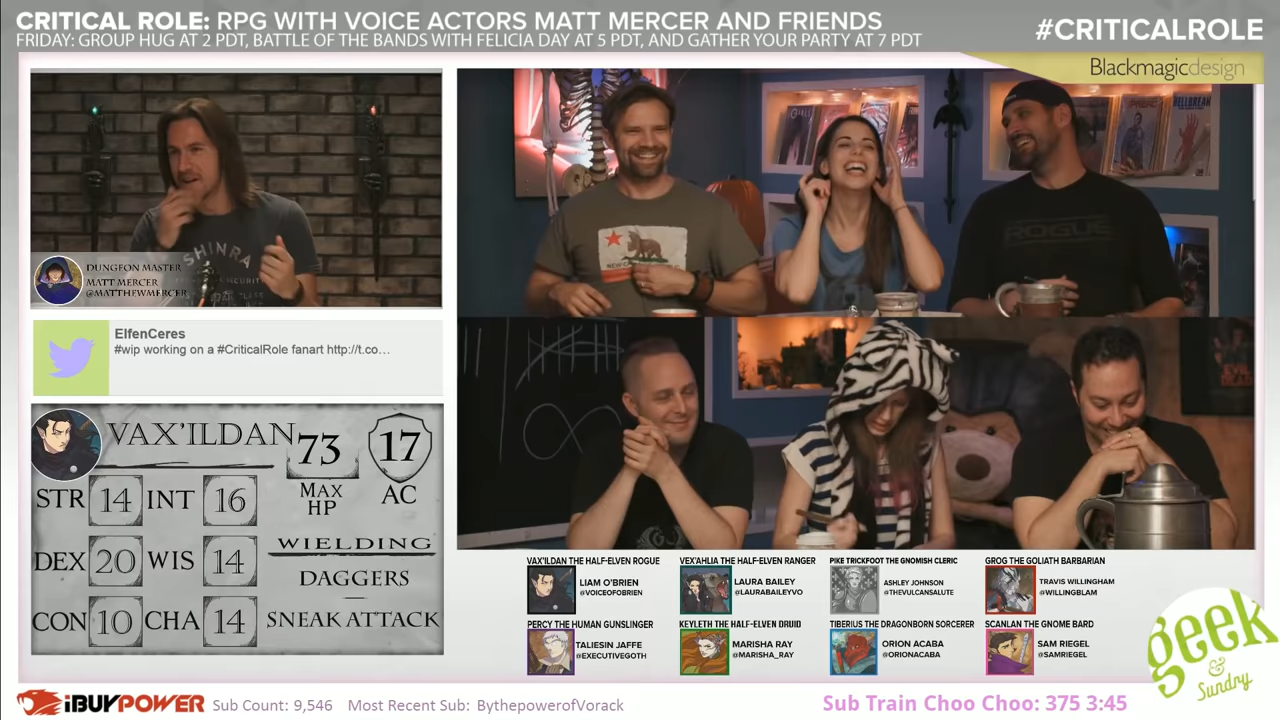 CRITICAL ROLE: RPG WITH VOICE ACTORS MATT MERCER AND FRIENDS
FRIDAY: GROUP HUG AT 2 PDT, BATTLE OF THE BANDS WITH FELICIA DAY AT 5 PDT, AND GATHER YOUR PARTY AT 7 PDT
#CRITICALROLE
Blackmagicdesign
SHINRA
DUNGEON MASTER
MATT MERCER
@MATTHEWMERCER
ROGUE
HELLBREAK
ElfenCeres
#wip working on a #CriticalRole fanart http://t.co…
VAX'ILDAN
73
MAX
HP
17
AC
STR 14 INT 16
DEX 20 WIS 14
CON 10 CHA 14
WIELDING
DAGGERS
SNEAK ATTACK
VAX'ILDAN THE HALF-ELVEN ROGUE
LIAM O'BRIEN
@VOICEOFOBRIEN
VEX'AHLIA THE HALF-ELVEN RANGER
LAURA BAILEY
@LAURABAILEYVO
PIKE TRICKFOOT THE GNOMISH CLERIC
ASHLEY JOHNSON
@THEVULCANSALUTE
GROG THE GOLIATH BARBARIAN
TRAVIS WILLINGHAM
@WILLINGBLAM
PERCY THE HUMAN GUNSLINGER
TALIESIN JAFFE
@EXECUTIVEGOTH
KEYLETH THE HALF-ELVEN DRUID
MARISHA RAY
@MARISHA_RAY
TIBERIUS THE DRAGONBORN SORCERER
ORION ACABA
@ORIONACABA
SCANLAN THE GNOME BARD
SAM RIEGEL
@SAMRIEGEL
geek
&
Sundry
iBUYPOWER
Sub Count: 9,546 Most Recent Sub: BythepowerofVorack
Sub Train Choo Choo: 375 3:45